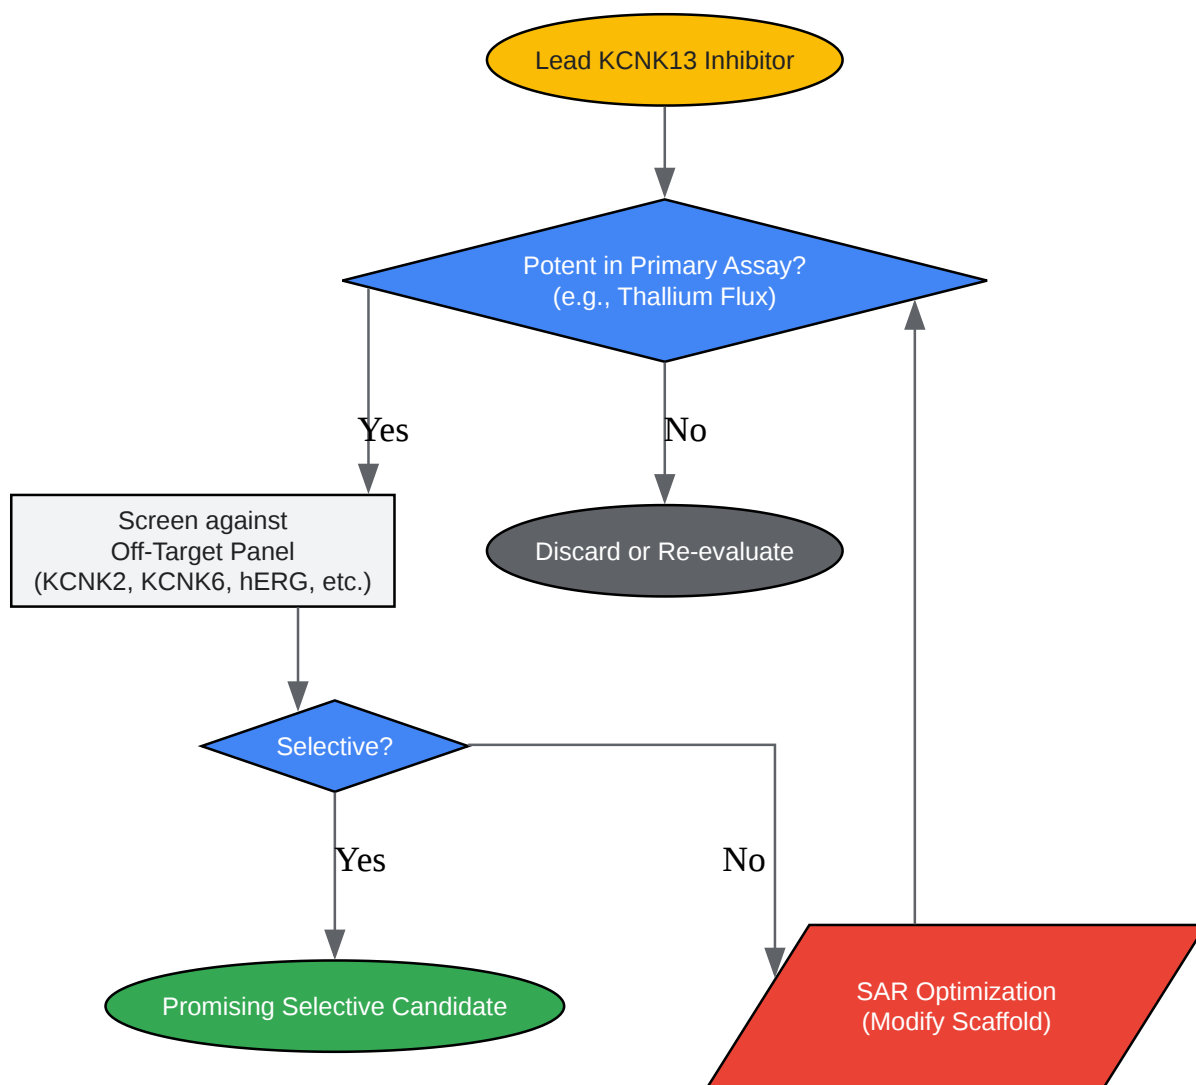 Lead KCNK13 Inhibitor
Potent in Primary Assay?
(e.g., Thallium Flux)
Yes
No
Screen against
Off-Target Panel
(KCNK2, KCNK6, hERG, etc.)
Discard or Re-evaluate
Selective?
Yes
No
Promising Selective Candidate
SAR Optimization
(Modify Scaffold)